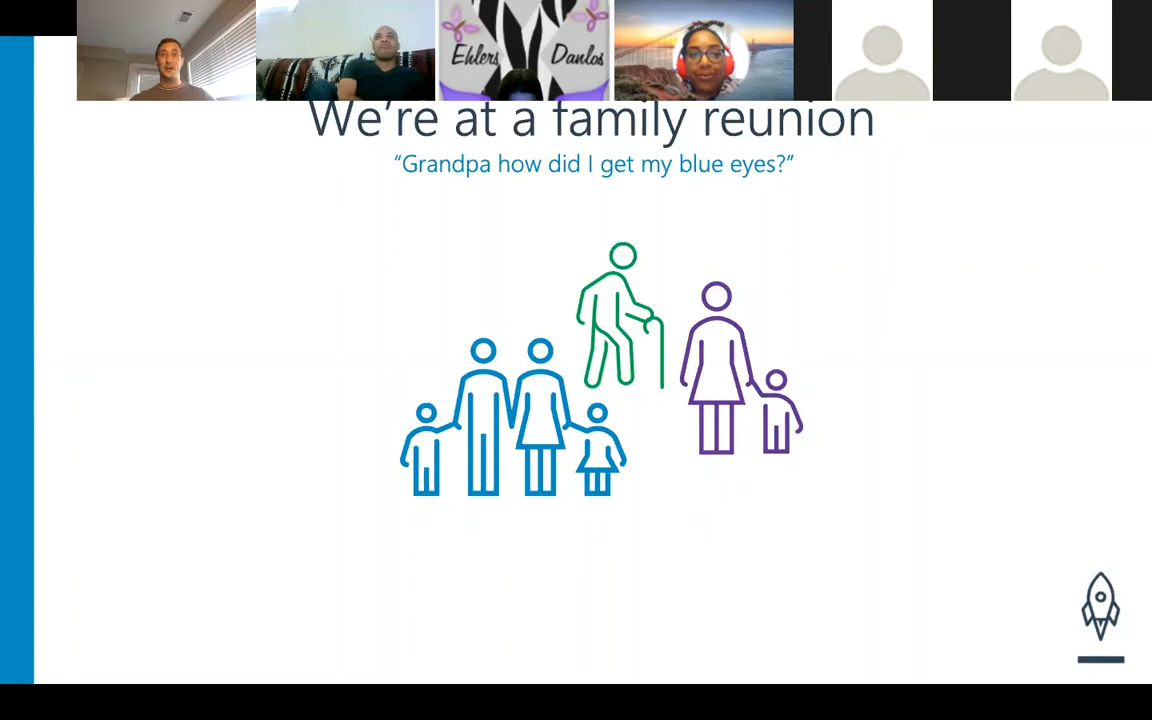 Ehlers Danlos
We're at a family reunion
“Grandpa how did I get my blue eyes?”